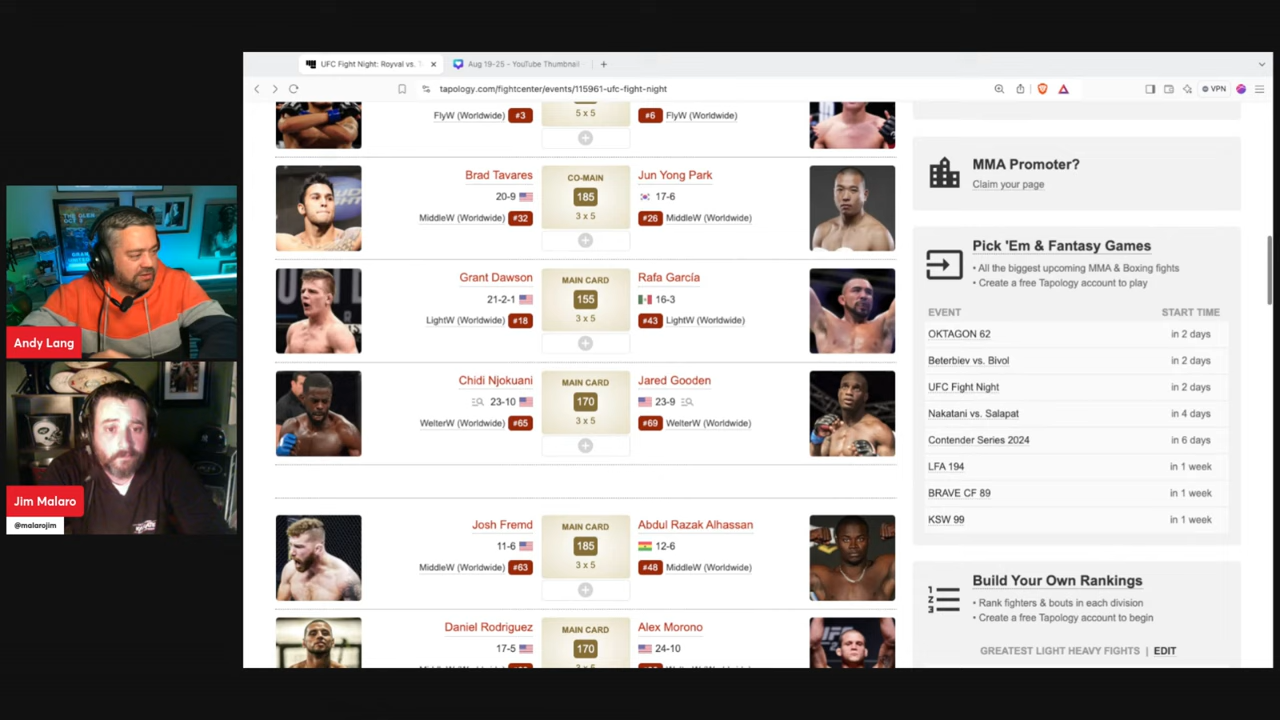 UFC Fight Night: Royval vs. T
Aug 19-25 - YouTube Thumbnail
tapology.com/fightcenter/events/115961-ufc-fight-night
VPN
FlyW (Worldwide) #3
5 x 5
#6 FlyW (Worldwide)
Brad Tavares
20-9
MiddleW (Worldwide) #32
CO-MAIN
185
3 x 5
Jun Yong Park
17-6
#26 MiddleW (Worldwide)
Grant Dawson
21-2-1
LightW (Worldwide) #18
MAIN CARD
155
3 x 5
Rafa García
16-3
#43 LightW (Worldwide)
Chidi Njokuani
23-10
WelterW (Worldwide) #65
MAIN CARD
170
3 x 5
Jared Gooden
23-9
#69 WelterW (Worldwide)
Josh Fremd
11-6
MiddleW (Worldwide) #63
MAIN CARD
185
3 x 5
Abdul Razak Alhassan
12-6
#48 MiddleW (Worldwide)
Daniel Rodriguez
17-5
MAIN CARD
170
Alex Morono
24-10
MMA Promoter?
Claim your page
Pick 'Em & Fantasy Games
• All the biggest upcoming MMA & Boxing fights
• Create a free Tapology account to play
EVENT START TIME
OKTAGON 62 in 2 days
Beterbiev vs. Bivol in 2 days
UFC Fight Night in 2 days
Nakatani vs. Salapat in 4 days
Contender Series 2024 in 6 days
LFA 194 in 1 week
BRAVE CF 89 in 1 week
KSW 99 in 1 week
Build Your Own Rankings
• Rank fighters & bouts in each division
• Create a free Tapology account to begin
GREATEST LIGHT HEAVY FIGHTS | EDIT
Andy Lang
Jim Malaro
@malarojim